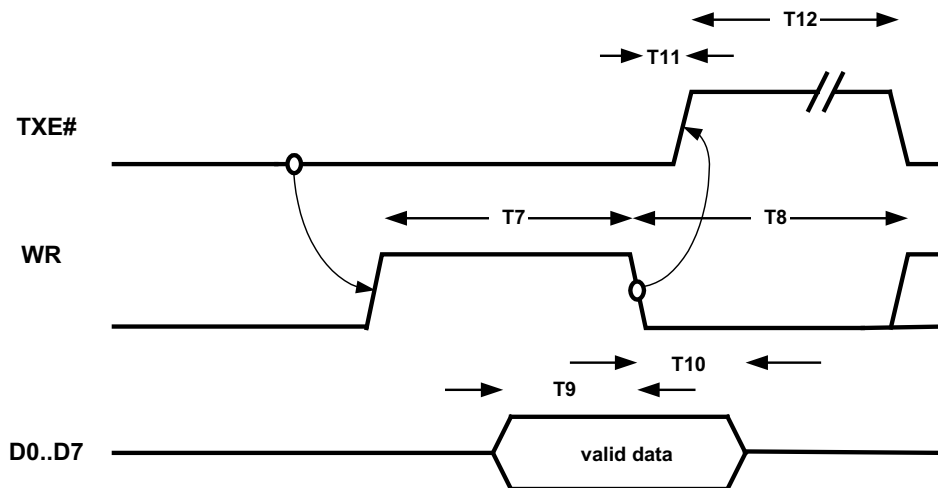 T12
T11
TXE#
T7
T8
WR
T10
T9
D0..D7
valid data